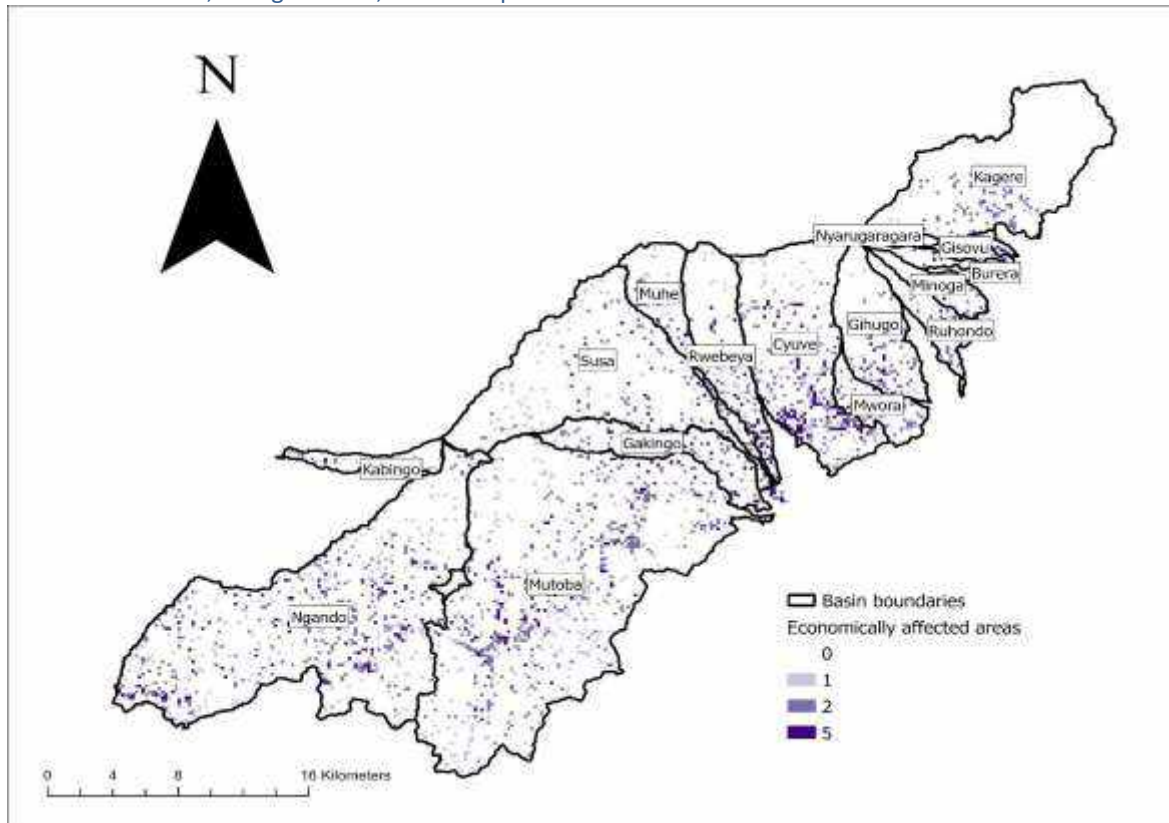 N
Kagere
Nyarugaragara
Gisovu
Burera
Minoga
Muhe
Gihugo
Ruhondo
Cyuve
Susa
Rwebeya
Mwora
Gakingo
Kabingo
Mutoba
Ngando
Basin boundaries
Economically affected areas
0
1
2
5
0 4 8 16 Kilometers